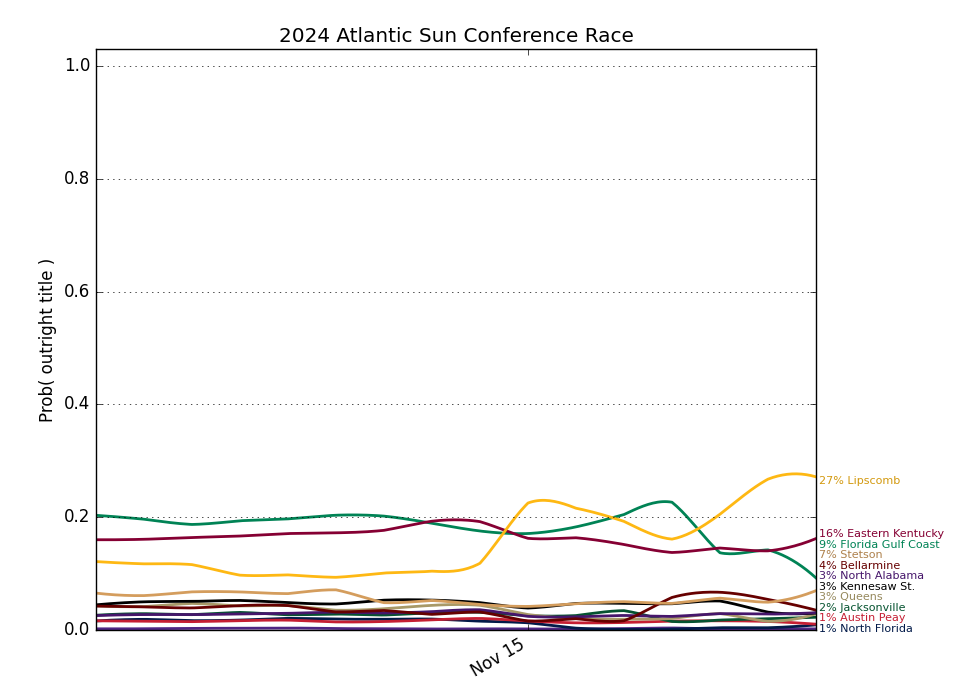 2024 Atlantic Sun Conference Race
Prob( outright title )
1.0
0.8
0.6
0.4
0.2
0.0
Nov 15
27% Lipscomb
16% Eastern Kentucky
9% Florida Gulf Coast
7% Stetson
4% Bellarmine
3% North Alabama
3% Kennesaw St.
3% Queens
2% Jacksonville
1% Austin Peay
1% North Florida